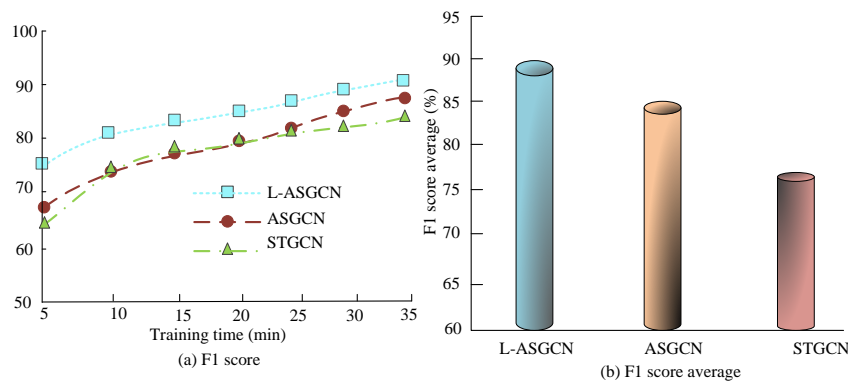 100
90
80
70
60
50
5
10
15
20
25
30
35
L-ASGCN
ASGCN
STGCN
Training time (min)
(a) F1 score
F1 score average (%)
95
90
85
80
75
70
65
60
L-ASGCN
ASGCN
STGCN
(b) F1 score average